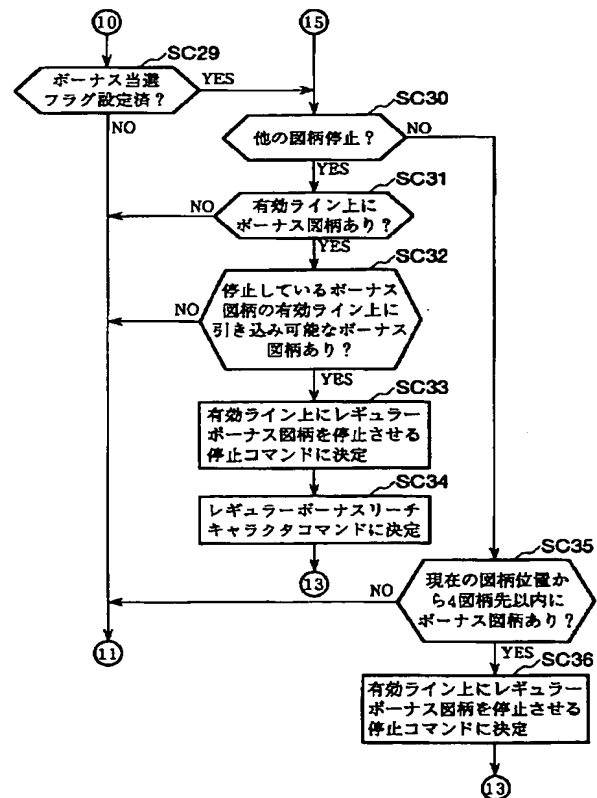 10
15
SC29
ボーナス当選
フラグ設定済?
YES
NO
SC30
他の図柄停止?
NO
YES
SC31
有効ライン上に
ボーナス図柄あり?
NO
YES
SC32
停止しているボーナス
図柄の有効ライン上に
引き込み可能なボーナス
図柄あり?
NO
YES
SC33
有効ライン上にレギュラー
ボーナス図柄を停止させる
停止コマンドに決定
SC34
レギュラーボーナスリーチ
キャラクタコマンドに決定
13
SC35
現在の図柄位置か
ら4図柄先以内に
ボーナス図柄あり?
NO
YES
11
SC36
有効ライン上にレギュラー
ボーナス図柄を停止させる
停止コマンドに決定
13